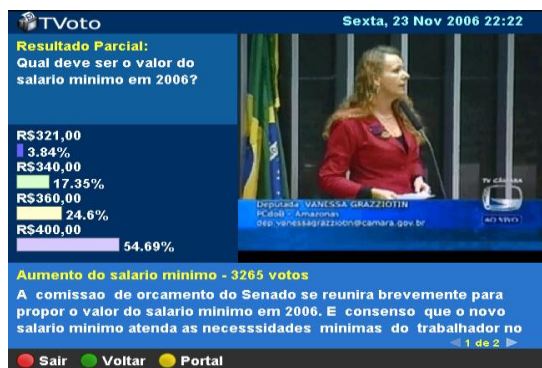 TVoto
Sexta, 23 Nov 2006 22:22
Resultado Parcial:
Qual deve ser o valor do
salario minimo em 2006?
R$321,00
3.84%
R$340,00
17.35%
R$360,00
24.6%
R$400,00
54,69%
TV CÂMARA
AO VIVO
Deputada VANESSA GRAZZIOTIN
PCdoB - Amazonas
dep.vanessagrazziotin@camara.gov.br
Aumento do salario minimo - 3265 votos
A comissao de orcamento do Senado se reunira brevemente para
propor o valor do salario minimo em 2006. E consenso que o novo
salario minimo atenda as necesssidades minimas do trabalhador no
1 de 2
Sair Voltar Portal